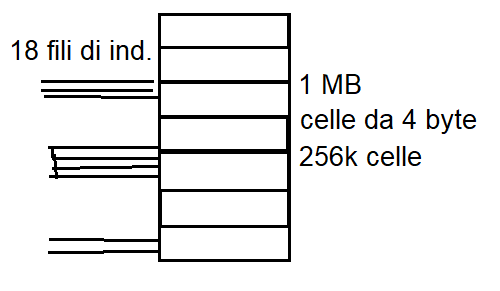 18 fili di ind.
1 MB
celle da 4 byte
256k celle